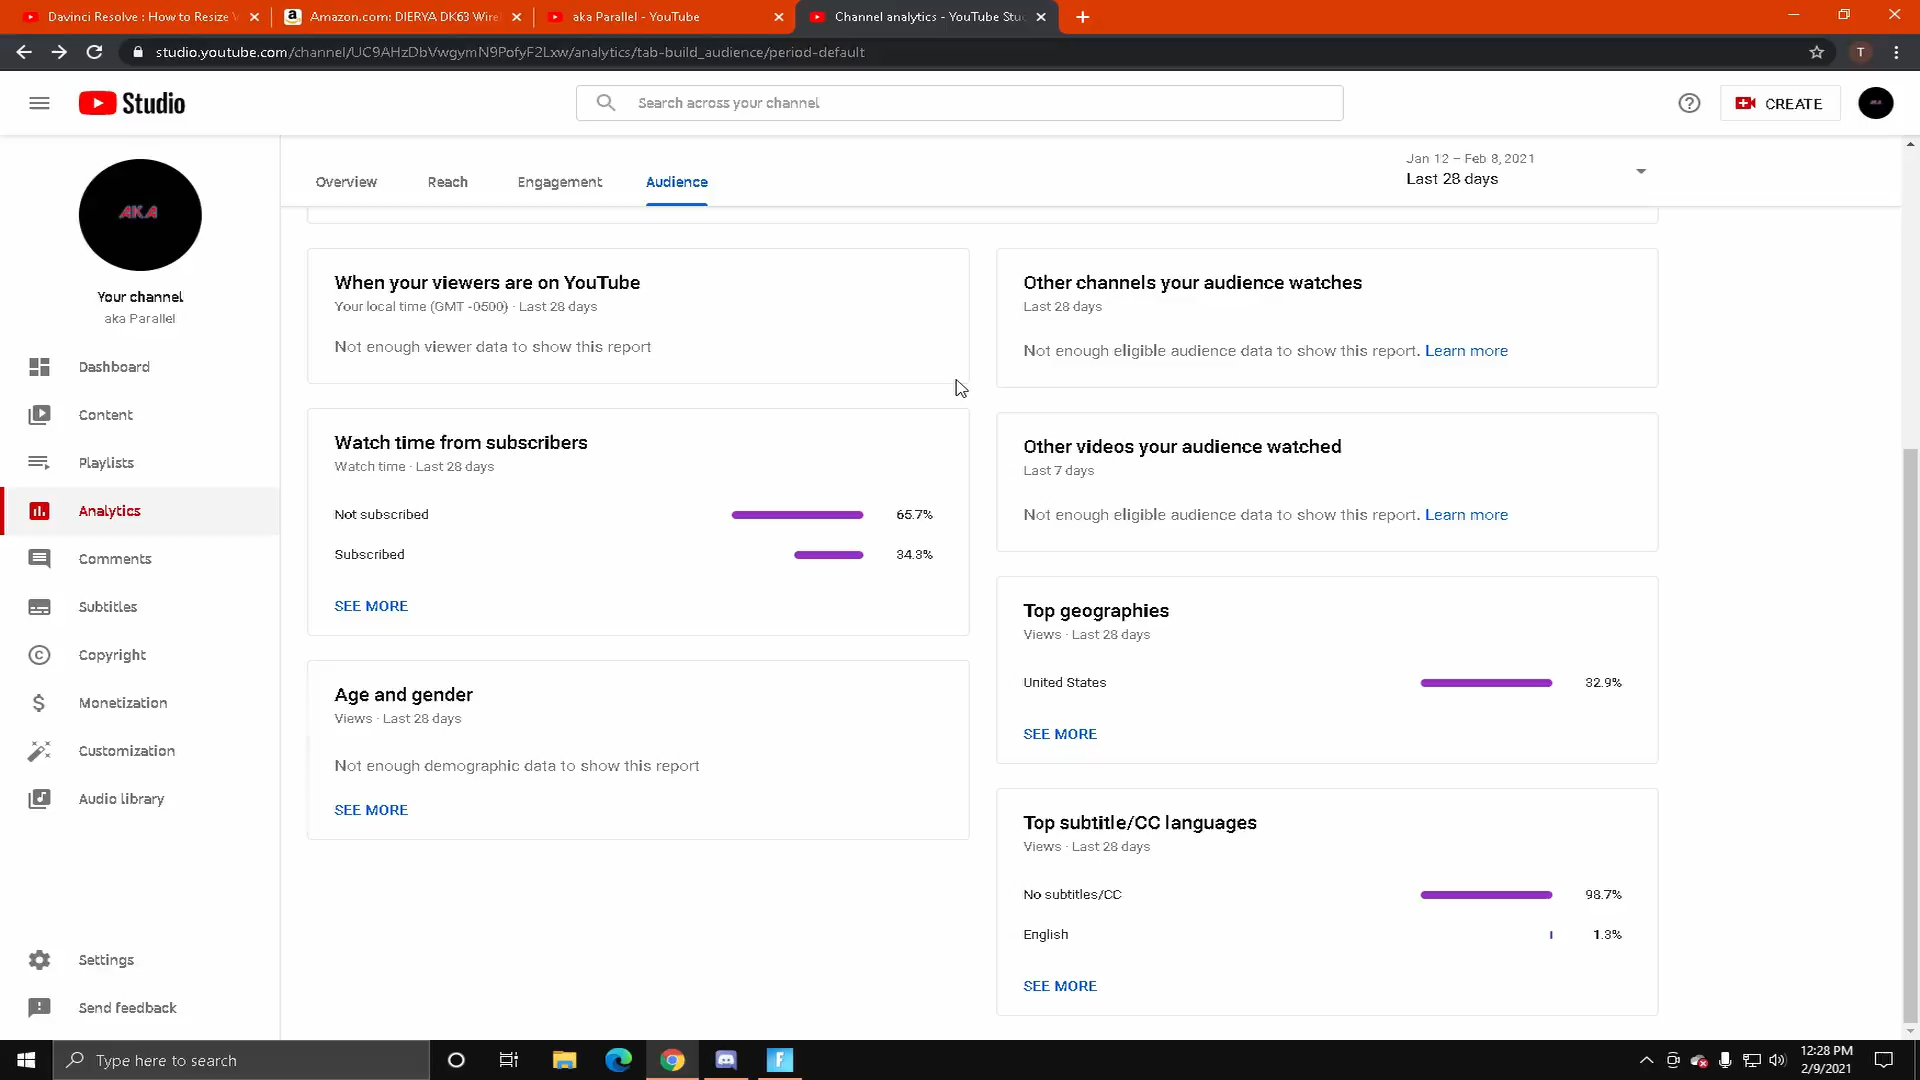 Davinci Resolve : How to Resize V
Amazon.com: DIERYA DK63 Wire
aka Parallel - YouTube
Channel analytics - YouTube Stu
studio.youtube.com/channel/UC9AHzDbVwgymN9PofyF2Lxw/analytics/tab-build_audience/period-default
T
Studio
Search across your channel
CREATE
AKA
Your channel
aka Parallel
Dashboard
Content
Playlists
Analytics
Comments
Subtitles
Copyright
Monetization
Customization
Audio library
Settings
Send feedback
Overview
Reach
Engagement
Audience
Jan 12 – Feb 8, 2021
Last 28 days
When your viewers are on YouTube
Your local time (GMT -0500) · Last 28 days
Not enough viewer data to show this report
Watch time from subscribers
Watch time · Last 28 days
Not subscribed 65.7%
Subscribed 34.3%
SEE MORE
Age and gender
Views · Last 28 days
Not enough demographic data to show this report
SEE MORE
Other channels your audience watches
Last 28 days
Not enough eligible audience data to show this report. Learn more
Other videos your audience watched
Last 7 days
Not enough eligible audience data to show this report. Learn more
Top geographies
Views · Last 28 days
United States 32.9%
SEE MORE
Top subtitle/CC languages
Views · Last 28 days
No subtitles/CC 98.7%
English 1.3%
SEE MORE
Type here to search
12:28 PM
2/9/2021